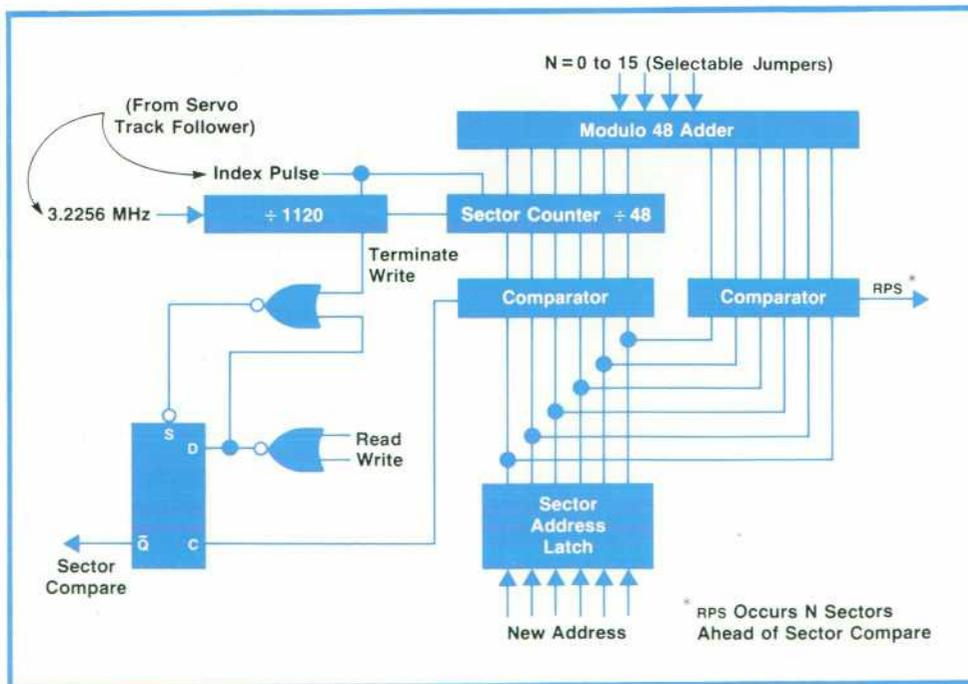 N = 0 to 15 (Selectable Jumpers)
(From Servo
Track Follower)
Modulo 48 Adder
Index Pulse
3.2256 MHz
÷ 1120
Sector Counter ÷ 48
Terminate
Write
Comparator
Comparator
RPS *
S
D
Read
Write
Q̅
C
Sector
Compare
Sector
Address
Latch
New Address
* RPS Occurs N Sectors
Ahead of Sector Compare